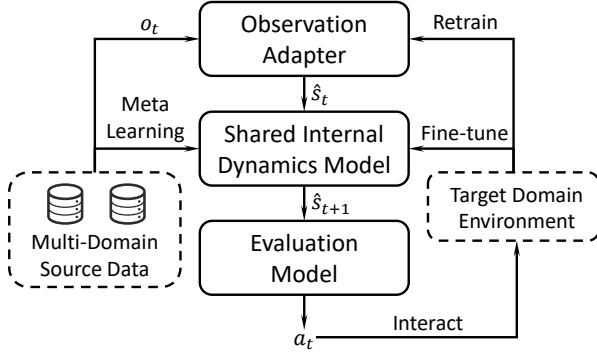 o_t
Observation
Adapter
Retrain
ŝ_t
Meta
Learning
Shared Internal
Dynamics Model
Fine-tune
ŝ_{t+1}
Multi-Domain
Source Data
Evaluation
Model
Target Domain
Environment
a_t
Interact